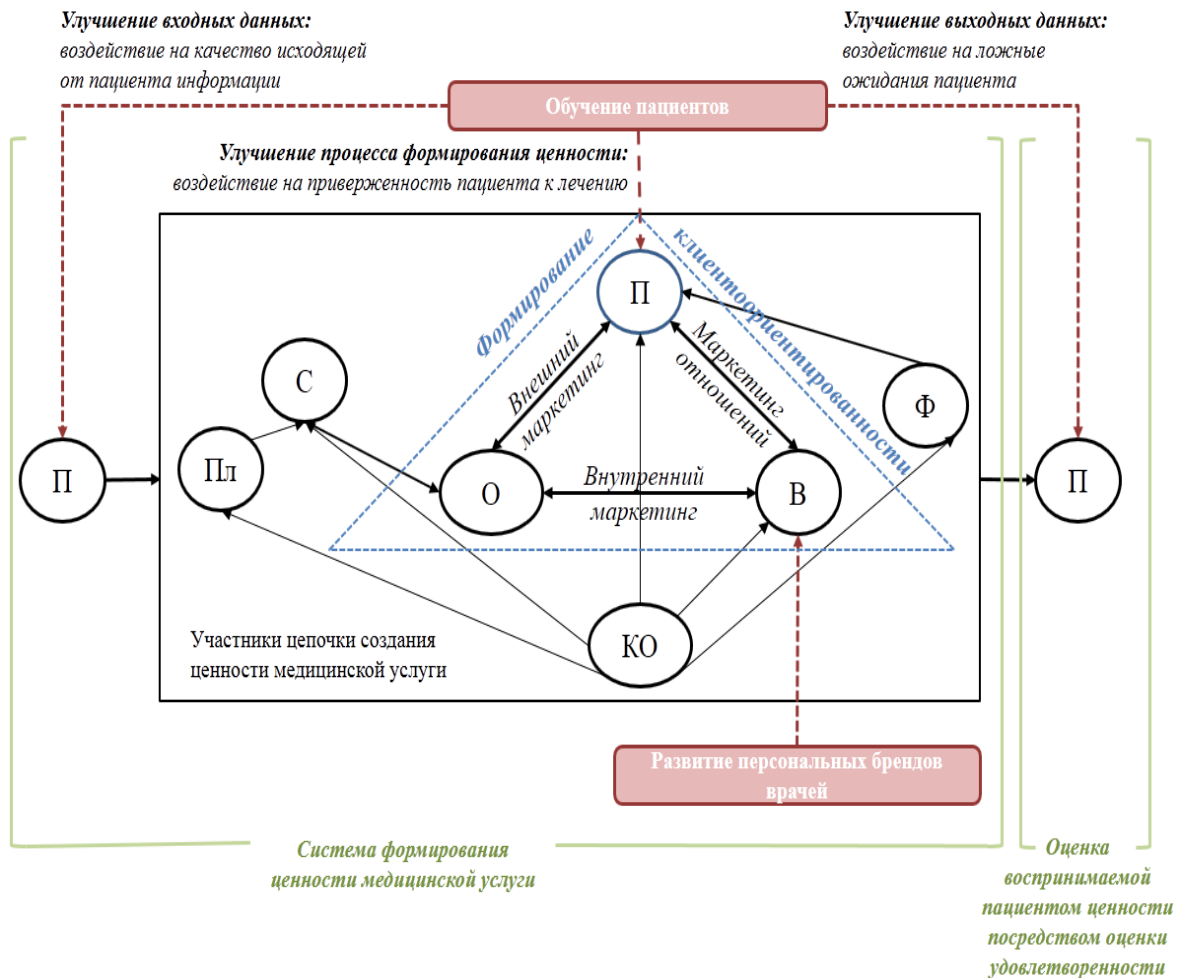 Улучшение входных данных:
воздействие на качество исходящей
от пациента информации
Улучшение выходных данных:
воздействие на ложные
ожидания пациента
Обучение пациентов
Улучшение процесса формирования ценности:
воздействие на приверженность пациента к лечению
Формирование
клиентоориентированности
П
С
Внешний
маркетинг
Маркетинг
отношений
Ф
П
Пл
О
Внутренний
маркетинг
В
П
Участники цепочки создания
ценности медицинской услуги
КО
Развитие персональных брендов
врачей
Система формирования
ценности медицинской услуги
Оценка
воспринимаемой
пациентом ценности
посредством оценки
удовлетворенности